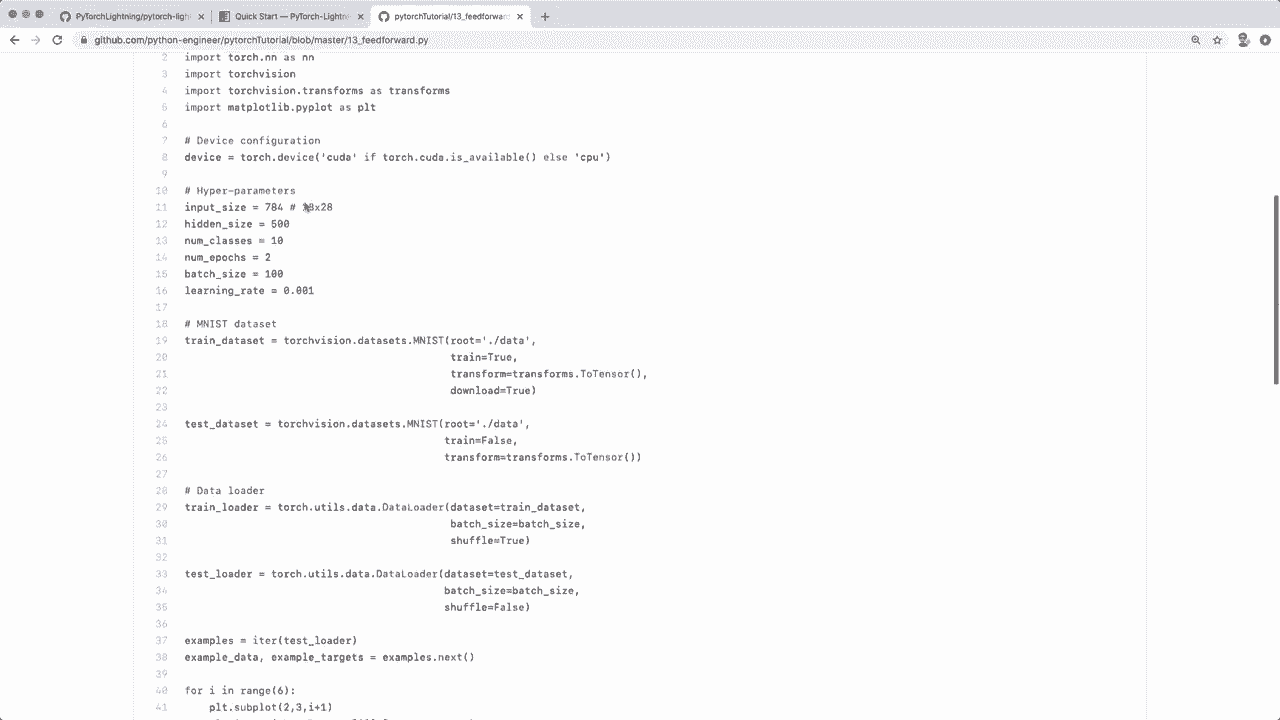 PyTorchLightning/pytorch-ligh
Quick Start — PyTorch-Lightn
pytorchTutorial/13_feedforwar
github.com/python-engineer/pytorchTutorial/blob/master/13_feedforward.py
2 import torch.nn as nn
3 import torchvision
4 import torchvision.transforms as transforms
5 import matplotlib.pyplot as plt
6
7 # Device configuration
8 device = torch.device('cuda' if torch.cuda.is_available() else 'cpu')
9
10 # Hyper-parameters
11 input_size = 784 # 28x28
12 hidden_size = 500
13 num_classes = 10
14 num_epochs = 2
15 batch_size = 100
16 learning_rate = 0.001
17
18 # MNIST dataset
19 train_dataset = torchvision.datasets.MNIST(root='./data',
20 train=True,
21 transform=transforms.ToTensor(),
22 download=True)
23
24 test_dataset = torchvision.datasets.MNIST(root='./data',
25 train=False,
26 transform=transforms.ToTensor())
27
28 # Data loader
29 train_loader = torch.utils.data.DataLoader(dataset=train_dataset,
30 batch_size=batch_size,
31 shuffle=True)
32
33 test_loader = torch.utils.data.DataLoader(dataset=test_dataset,
34 batch_size=batch_size,
35 shuffle=False)
36
37 examples = iter(test_loader)
38 example_data, example_targets = examples.next()
39
40 for i in range(6):
41 plt.subplot(2,3,i+1)